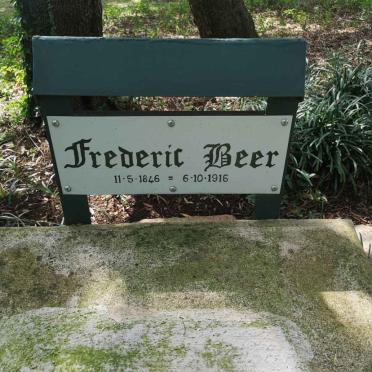 Frederic Beer
11-5-1846 = 6-10-1916